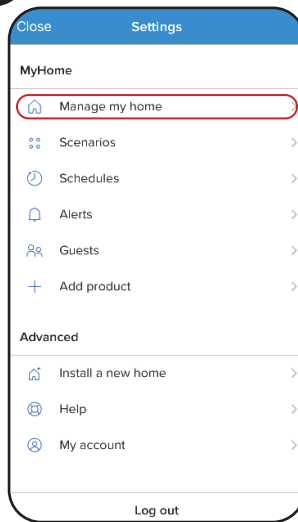 Close Settings
MyHome
Manage my home
Scenarios
Schedules
Alerts
Guests
Add product
Advanced
Install a new home
Help
My account
Log out